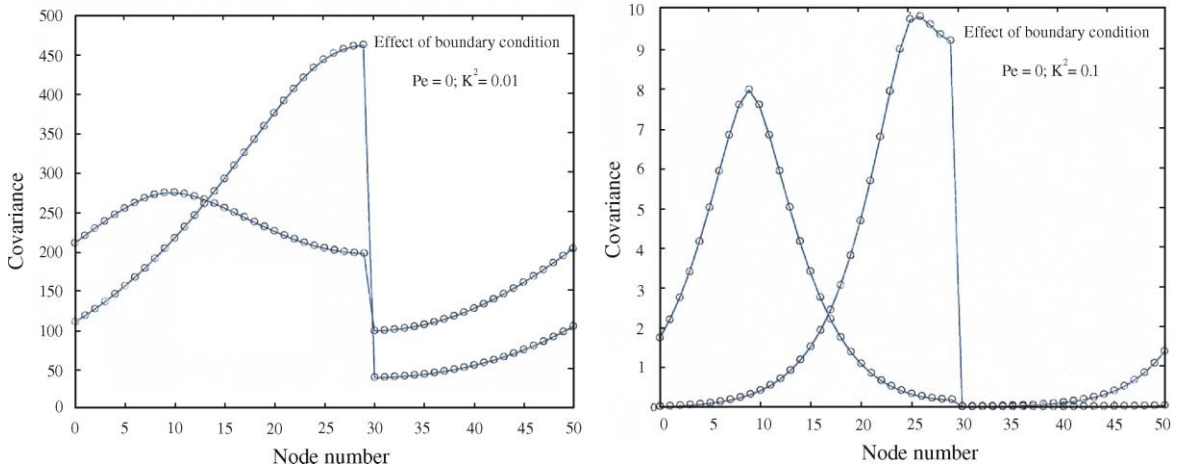 500
450
400
350
300
250
200
150
100
50
0
Covariance
Effect of boundary condition
Pe = 0; K² = 0.01
0 5 10 15 20 25 30 35 40 45 50
Node number
10
9
8
7
6
5
4
3
2
1
0
Covariance
Effect of boundary condition
Pe = 0; K² = 0.1
0 5 10 15 20 25 30 35 40 45 50
Node number